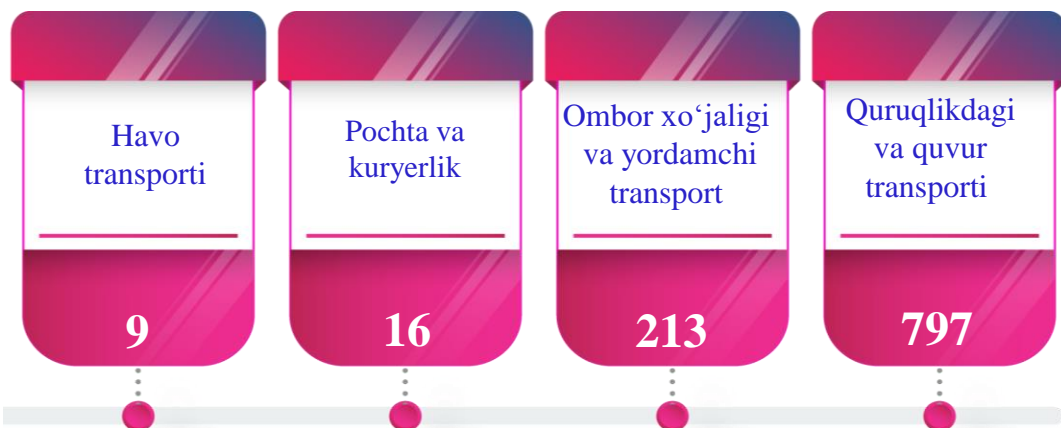 Havo
transporti
9
Pochta va
kuryerlik
16
Ombor xo‘jaligi
va yordamchi
transport
213
Quruqlikdagi
va quvur
transporti
797